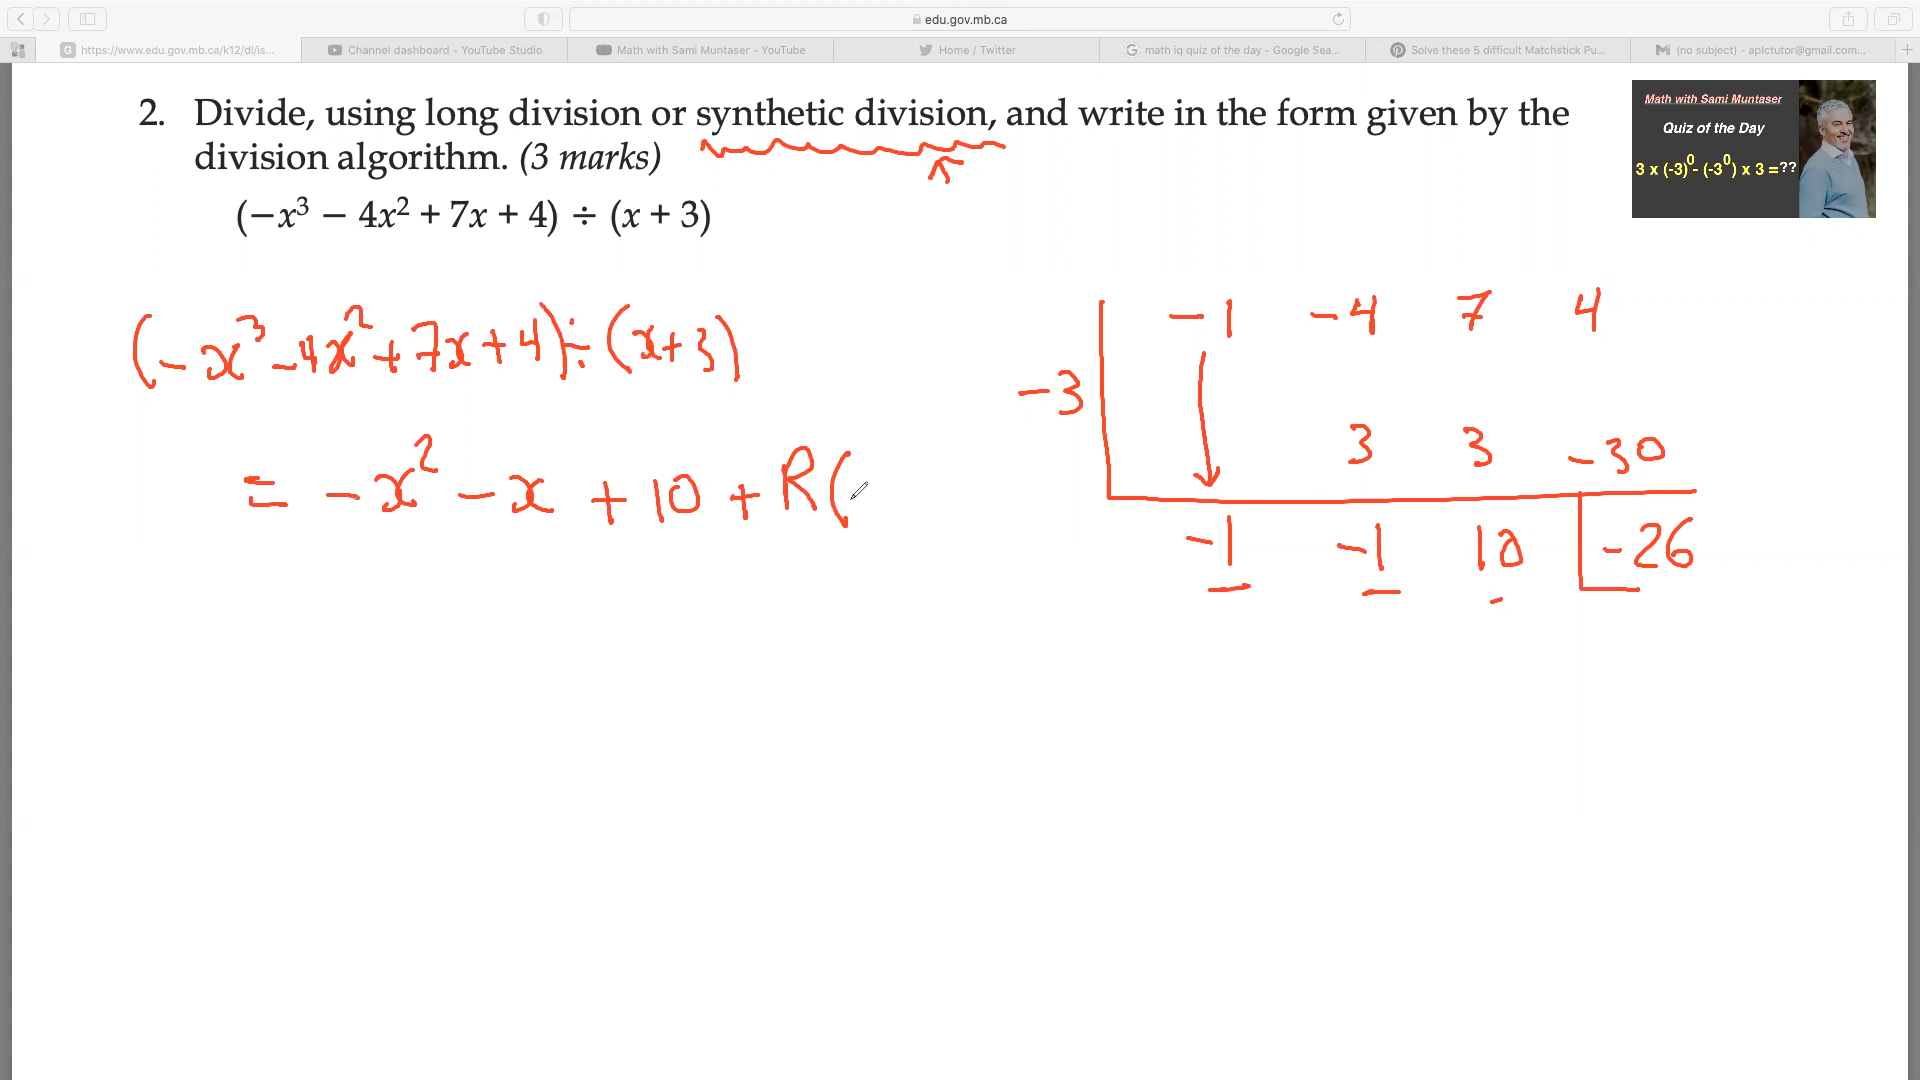 edu.gov.mb.ca
https://www.edu.gov.mb.ca/k12/dl/is...
Channel dashboard - YouTube Studio
Math with Sami Muntaser - YouTube
Home / Twitter
math iq quiz of the day - Google Sea...
Solve these 5 difficult Matchstick Pu...
(no subject) - aplctutor@gmail.com...
2. Divide, using long division or synthetic division, and write in the form given by the
division algorithm. (3 marks)
(−x³ − 4x² + 7x + 4) ÷ (x + 3)
Math with Sami Muntaser
Quiz of the Day
3 x (-3)⁰ - (-3⁰) x 3 =??
(-x³ -4x² +7x +4) ÷ (x+3)
= -x² - x + 10 + R(
-1 -4 7 4
-3
3 3 -30
-1 -1 10 -26